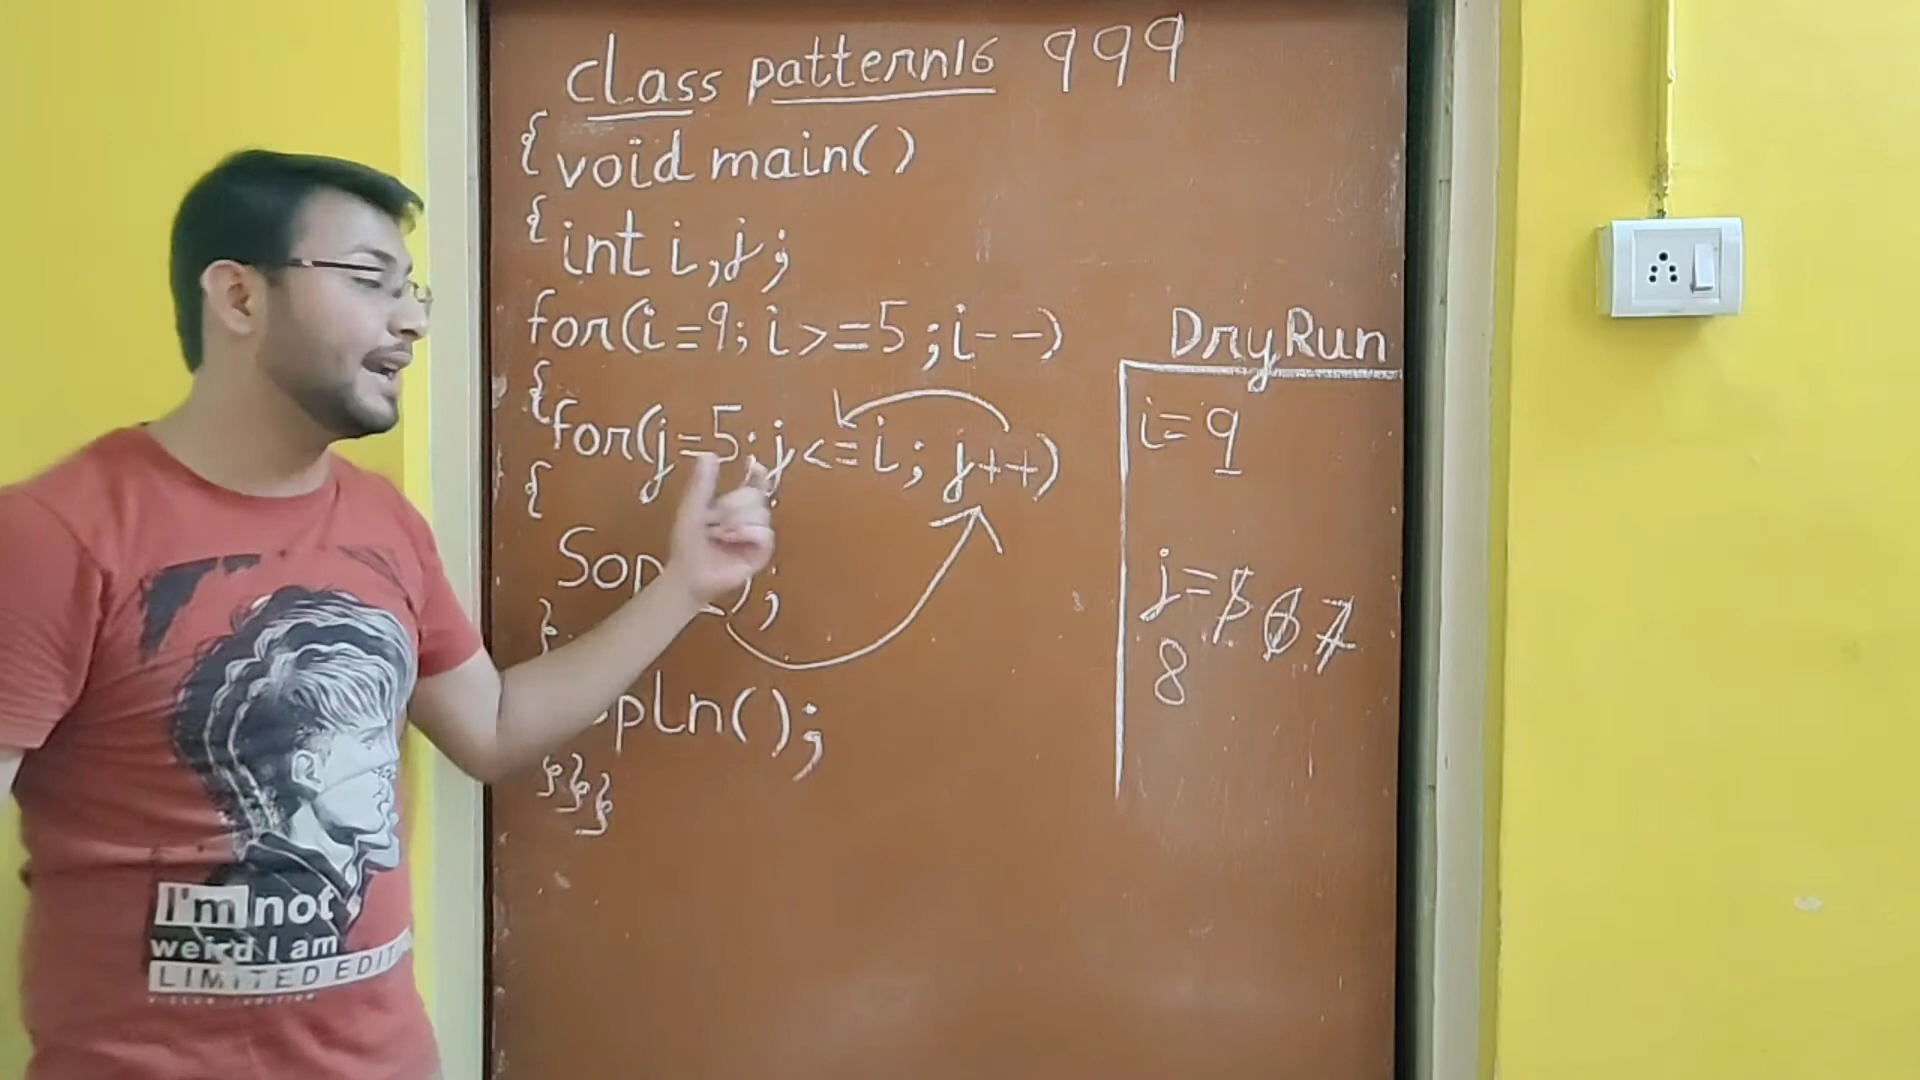 class pattern16 999
{ void main()
{ int i,j;
for(i=9; i>=5 ;i--)
{
for(j=5;j<=i; j++)
{
);
}
pln();
}}}
DryRun
i=9
j=5 6 7
8
I'm not
weird I am
LIMITED EDIT